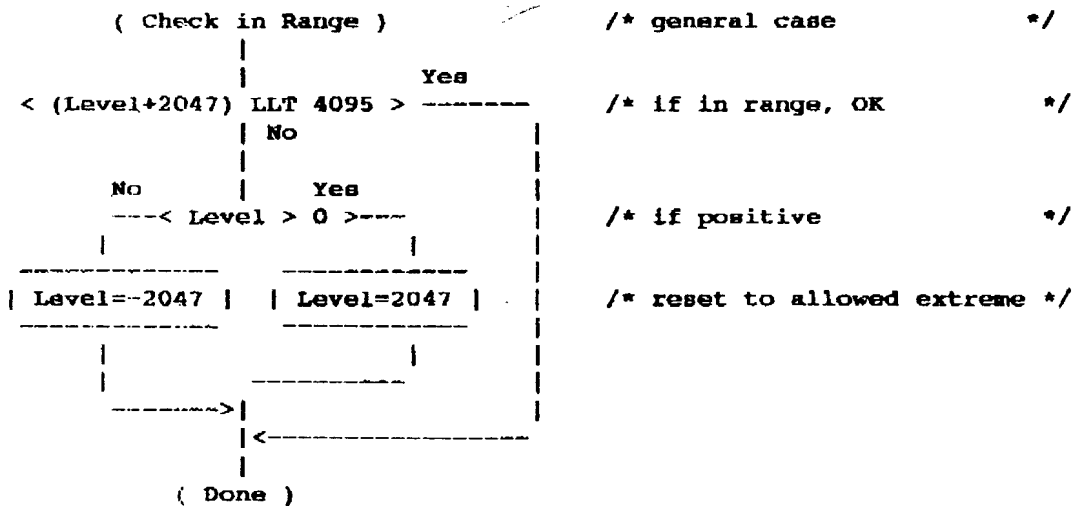 ( Check in Range ) /* general case */
Yes
< (Level+2047) LLT 4095 > ------- /* if in range, OK */
No
No Yes
---< Level > 0 >--- /* if positive */
| Level=-2047 | | Level=2047 | /* reset to allowed extreme */
( Done )